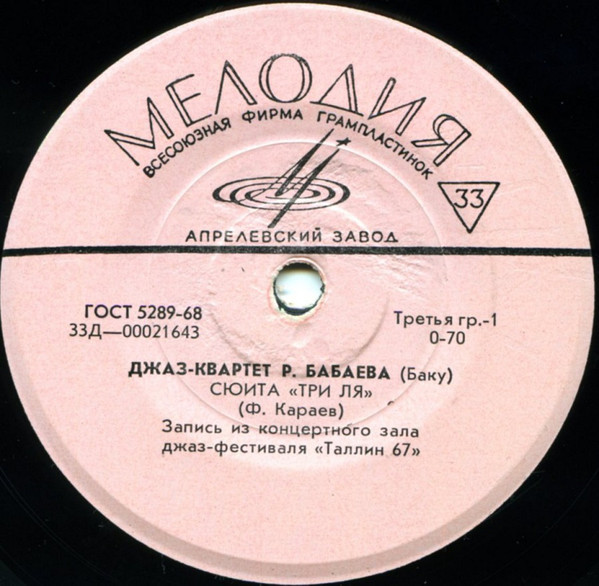 МЕЛОДИЯ
ВСЕСОЮЗНАЯ ФИРМА ГРАМПЛАСТИНОК
33
АПРЕЛЕВСКИЙ ЗАВОД
ГОСТ 5289-68
33Д—00021643
Третья гр.-1
0-70
ДЖАЗ-КВАРТЕТ Р. БАБАЕВА (Баку)
СЮИТА «ТРИ ЛЯ»
(Ф. Караев)
Запись из концертного зала
джаз-фестиваля «Таллин 67»